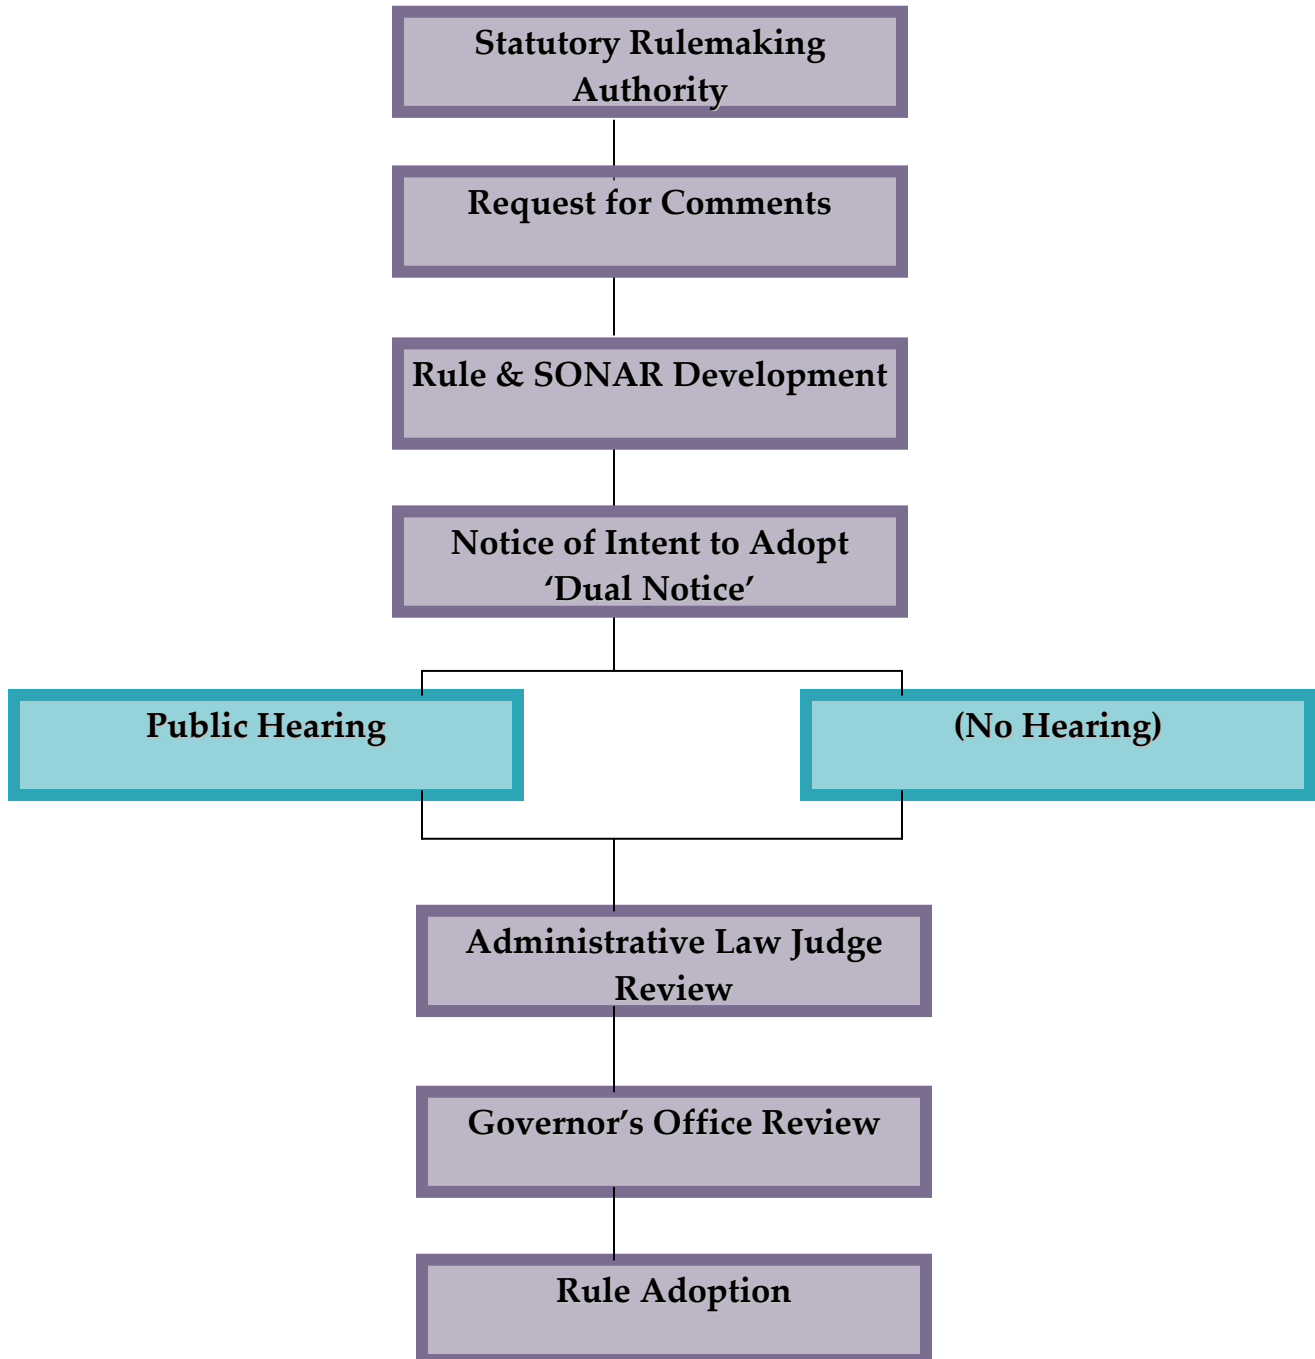 Statutory Rulemaking
Authority
Request for Comments
Rule & SONAR Development
Notice of Intent to Adopt
‘Dual Notice’
Public Hearing
(No Hearing)
Administrative Law Judge
Review
Governor’s Office Review
Rule Adoption